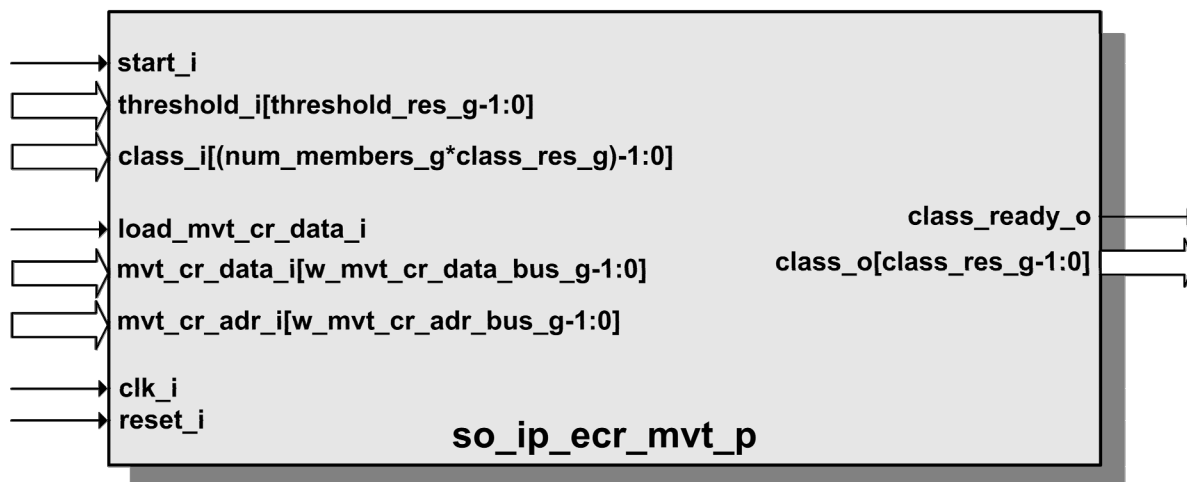 start_i
threshold_i[threshold_res_g-1:0]
class_i[(num_members_g*class_res_g)-1:0]
load_mvt_cr_data_i
mvt_cr_data_i[w_mvt_cr_data_bus_g-1:0]
mvt_cr_adr_i[w_mvt_cr_adr_bus_g-1:0]
clk_i
reset_i
class_ready_o
class_o[class_res_g-1:0]
so_ip_ecr_mvt_p